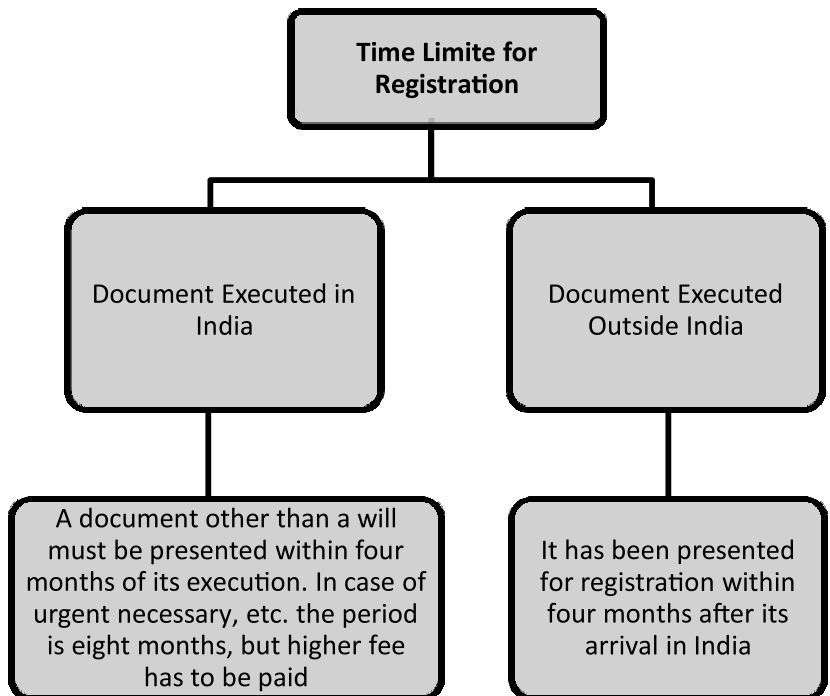 Time Limite for
Registration
Document Executed in
India
Document Executed
Outside India
A document other than a will
must be presented within four
months of its execution. In case of
urgent necessary, etc. the period
is eight months, but higher fee
has to be paid
It has been presented
for registration within
four months after its
arrival in India